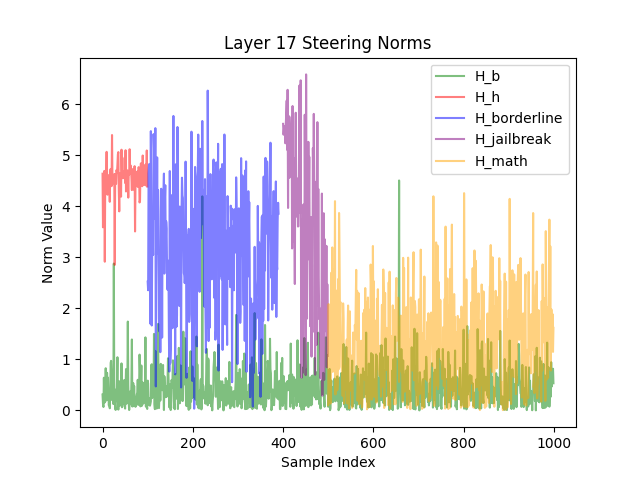 Layer 17 Steering Norms
H_b
H_h
H_borderline
H_jailbreak
H_math
Norm Value
6
5
4
3
2
1
0
0 200 400 600 800 1000
Sample Index